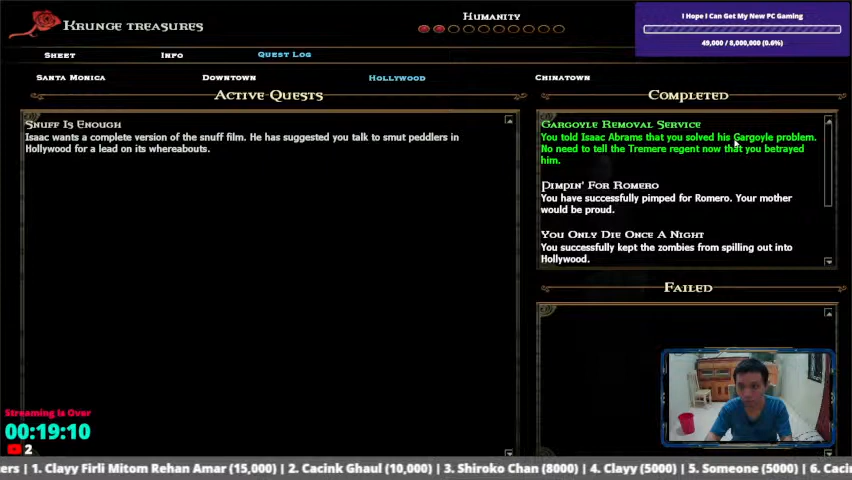 Krunge treasures
Humanity
I Hope I Can Get My New PC Gaming
49,000 / 8,000,000 (0.6%)
Sheet
Info
Quest Log
Santa Monica
Downtown
Hollywood
Chinatown
Active Quests
Completed
Snuff Is Enough
Isaac wants a complete version of the snuff film. He has suggested you talk to smut peddlers in
Hollywood for a lead on its whereabouts.
Gargoyle Removal Service
You told Isaac Abrams that you solved his Gargoyle problem.
No need to tell the Tremere regent now that you betrayed
him.
Pimpin' For Romero
You have successfully pimped for Romero. Your mother
would be proud.
You Only Die Once A Night
You successfully kept the zombies from spilling out into
Hollywood.
Failed
Streaming Is Over
00:19:10
2
ers | 1. Clayy Firli Mitom Rehan Amar (15,000) | 2. Cacink Ghaul (10,000) | 3. Shiroko Chan (8000) | 4. Clayy (5000) | 5. Someone (5000) | 6. Cacin